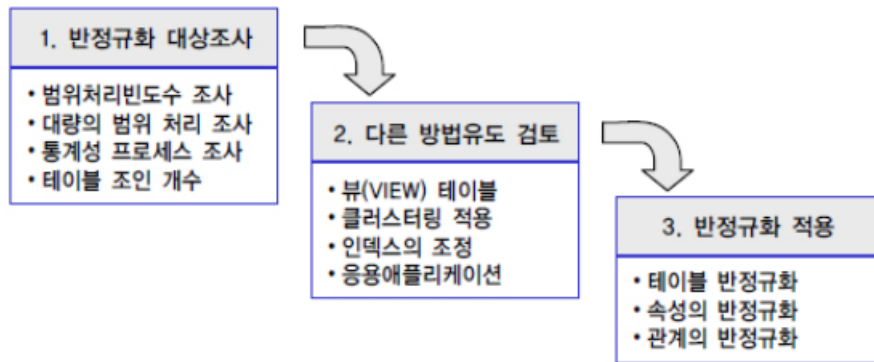 1. 반정규화 대상조사
• 범위처리빈도수 조사
• 대량의 범위 처리 조사
• 통계성 프로세스 조사
• 테이블 조인 개수
2. 다른 방법유도 검토
• 뷰(VIEW) 테이블
• 클러스터링 적용
• 인덱스의 조정
• 응용애플리케이션
3. 반정규화 적용
• 테이블 반정규화
• 속성의 반정규화
• 관계의 반정규화